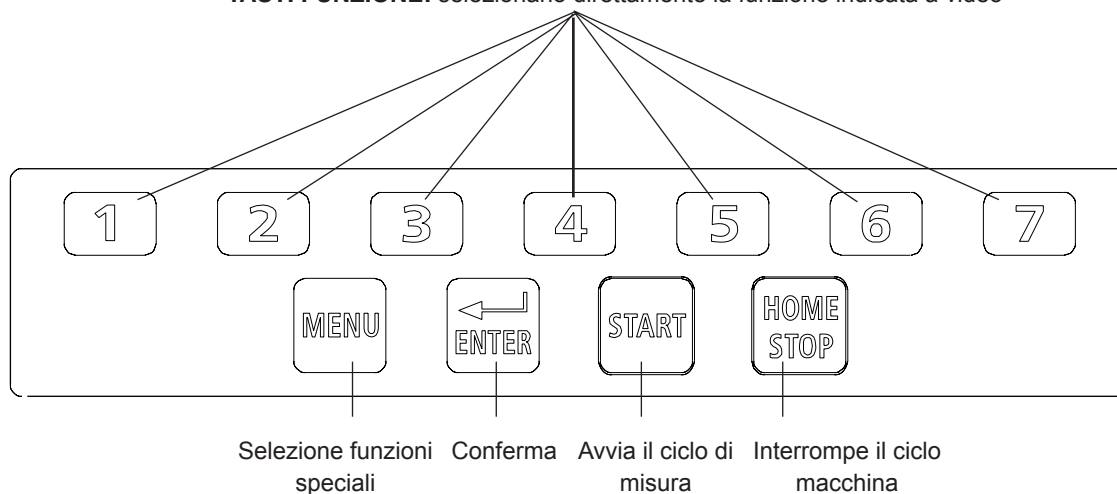 TASTI FUNZIONE: selezionano direttamente la funzione indicata a video
1 2 3 4 5 6 7
MENU ENTER START HOME STOP
Selezione funzioni speciali
Conferma
Avvia il ciclo di misura
Interrompe il ciclo macchina